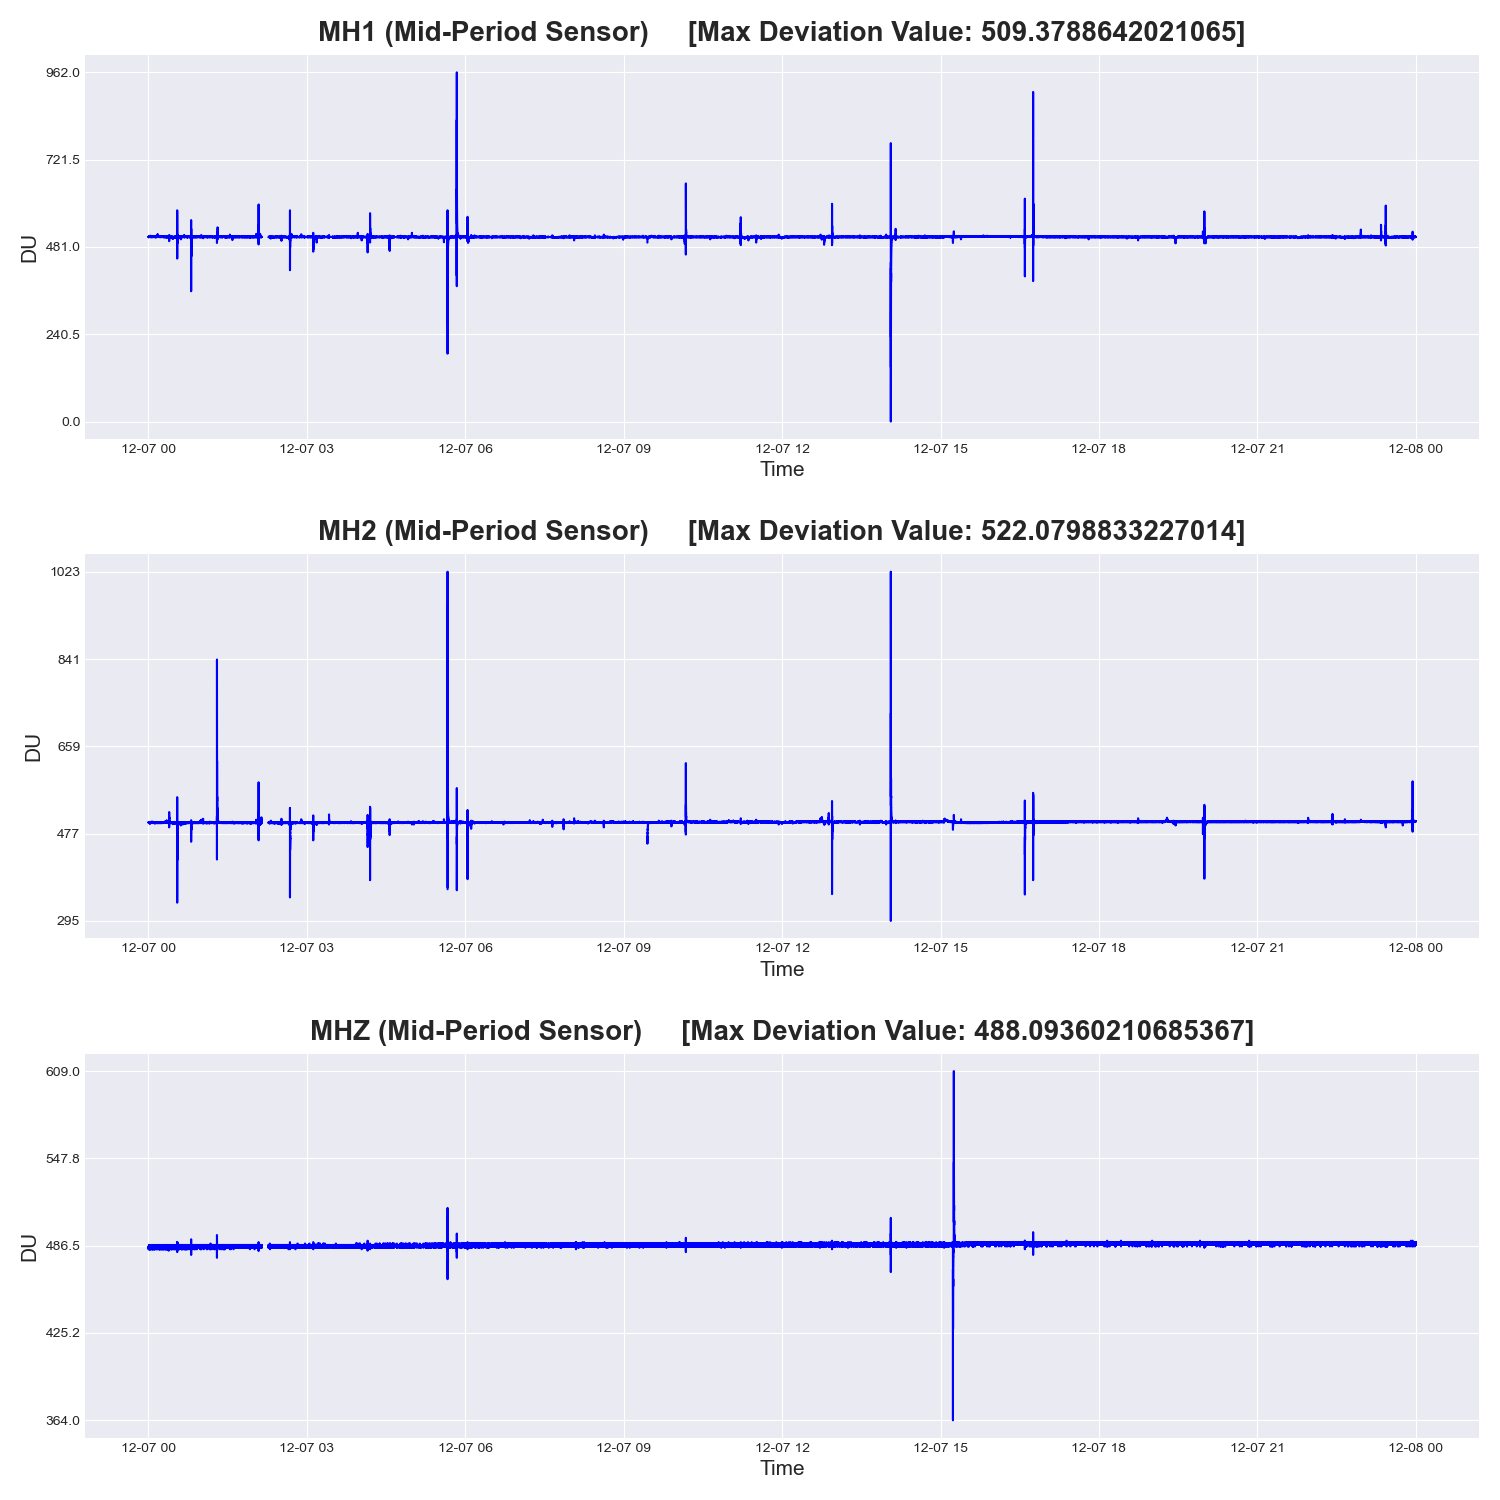 MH1 (Mid-Period Sensor) [Max Deviation Value: 509.3788642021065]
962.0
721.5
481.0
240.5
0.0
DU
12-07 00 12-07 03 12-07 06 12-07 09 12-07 12 12-07 15 12-07 18 12-07 21 12-08 00
Time
MH2 (Mid-Period Sensor) [Max Deviation Value: 522.0798833227014]
1023
841
659
477
295
DU
12-07 00 12-07 03 12-07 06 12-07 09 12-07 12 12-07 15 12-07 18 12-07 21 12-08 00
Time
MHZ (Mid-Period Sensor) [Max Deviation Value: 488.09360210685367]
609.0
547.8
486.5
425.2
364.0
DU
12-07 00 12-07 03 12-07 06 12-07 09 12-07 12 12-07 15 12-07 18 12-07 21 12-08 00
Time